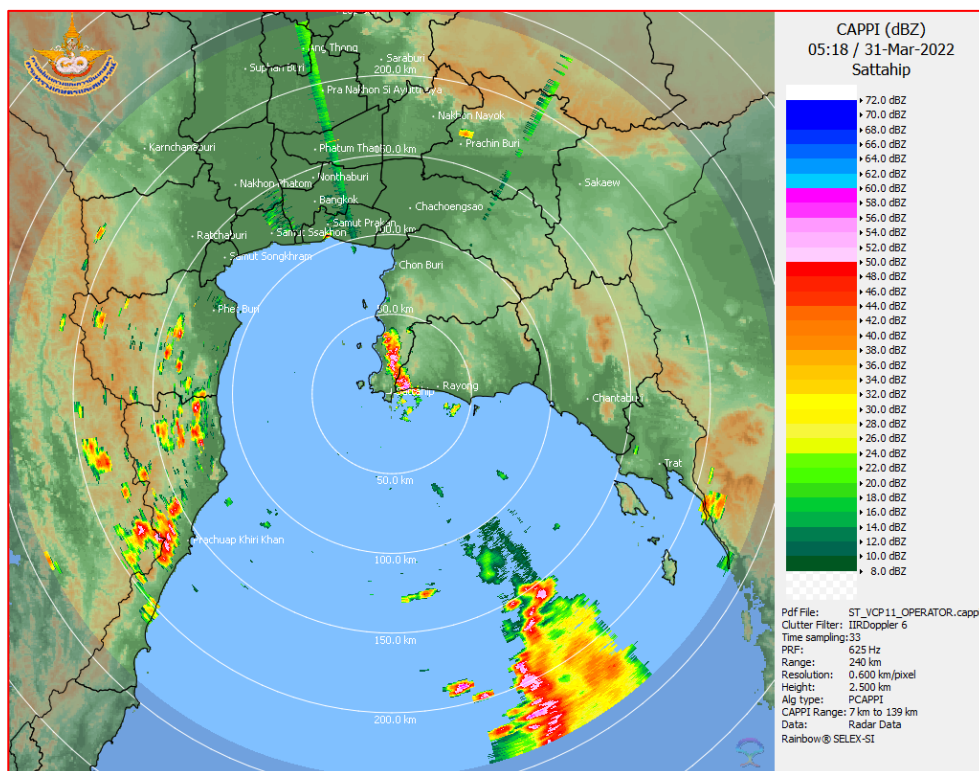 Ang Thong
Saraburi
Suphan Buri
200.0 km
Pra Nakhon Si Ayutthaya
Nakhon Nayok
Prachin Buri
Karnchanaburi
Phatum Than
150.0 km
Nonthaburi
Nakhon Phatom
Sakaew
Bangkok
Chachoengsao
Samut Prakan
Ratchaburi
Samut Ssakhon
100.0 km
Samut Songkhram
Chon Buri
Phet Buri
50.0 km
Sattahip
Rayong
Chantaburi
Trat
50.0 km
Prachuap Khiri Khan
100.0 km
150.0 km
200.0 km
CAPPI (dBZ)
05:18 / 31-Mar-2022
Sattahip
72.0 dBZ
70.0 dBZ
68.0 dBZ
66.0 dBZ
64.0 dBZ
62.0 dBZ
60.0 dBZ
58.0 dBZ
56.0 dBZ
54.0 dBZ
52.0 dBZ
50.0 dBZ
48.0 dBZ
46.0 dBZ
44.0 dBZ
42.0 dBZ
40.0 dBZ
38.0 dBZ
36.0 dBZ
34.0 dBZ
32.0 dBZ
30.0 dBZ
28.0 dBZ
26.0 dBZ
24.0 dBZ
22.0 dBZ
20.0 dBZ
18.0 dBZ
16.0 dBZ
14.0 dBZ
12.0 dBZ
10.0 dBZ
8.0 dBZ
Pdf File: ST_VCP11_OPERATOR.capp
Clutter Filter: IIRDoppler 6
Time sampling: 33
PRF: 625 Hz
Range: 240 km
Resolution: 0.600 km/pixel
Height: 2.500 km
Alg type: PCAPPI
CAPPI Range: 7 km to 139 km
Data: Radar Data
Rainbow® SELEX-SI